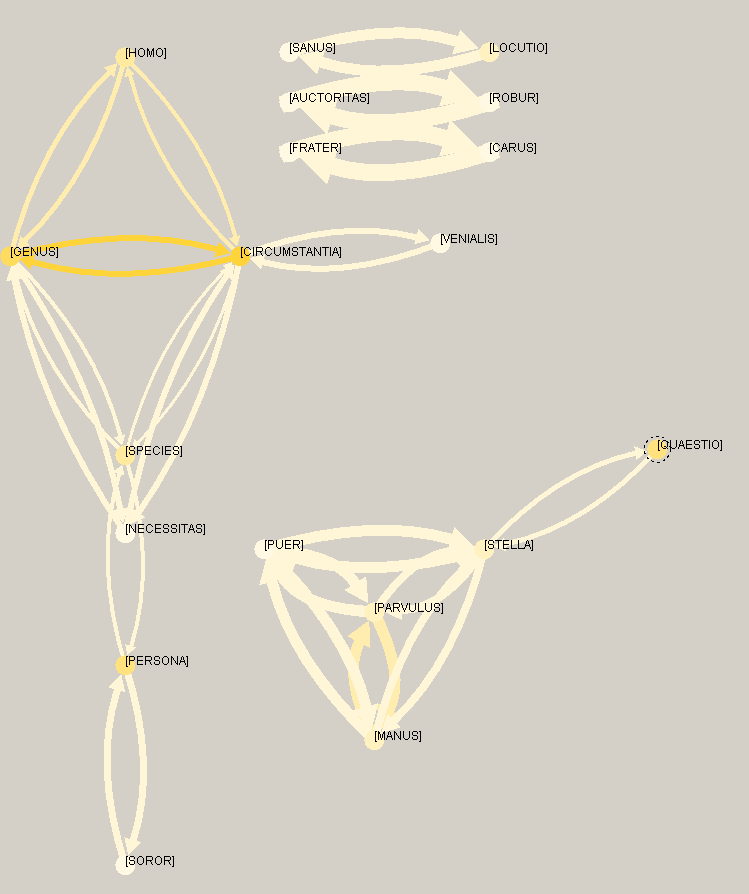 [HOMO]
[SANUS]
[LOCUTIO]
[AUCTORITAS]
[ROBUR]
[FRATER]
[CARUS]
[GENUS]
[CIRCUMSTANTIA]
[VENIALIS]
[SPECIES]
[QUAESTIO]
[NECESSITAS]
[PUER]
[STELLA]
[PARVULUS]
[PERSONA]
[MANUS]
[SOROR]